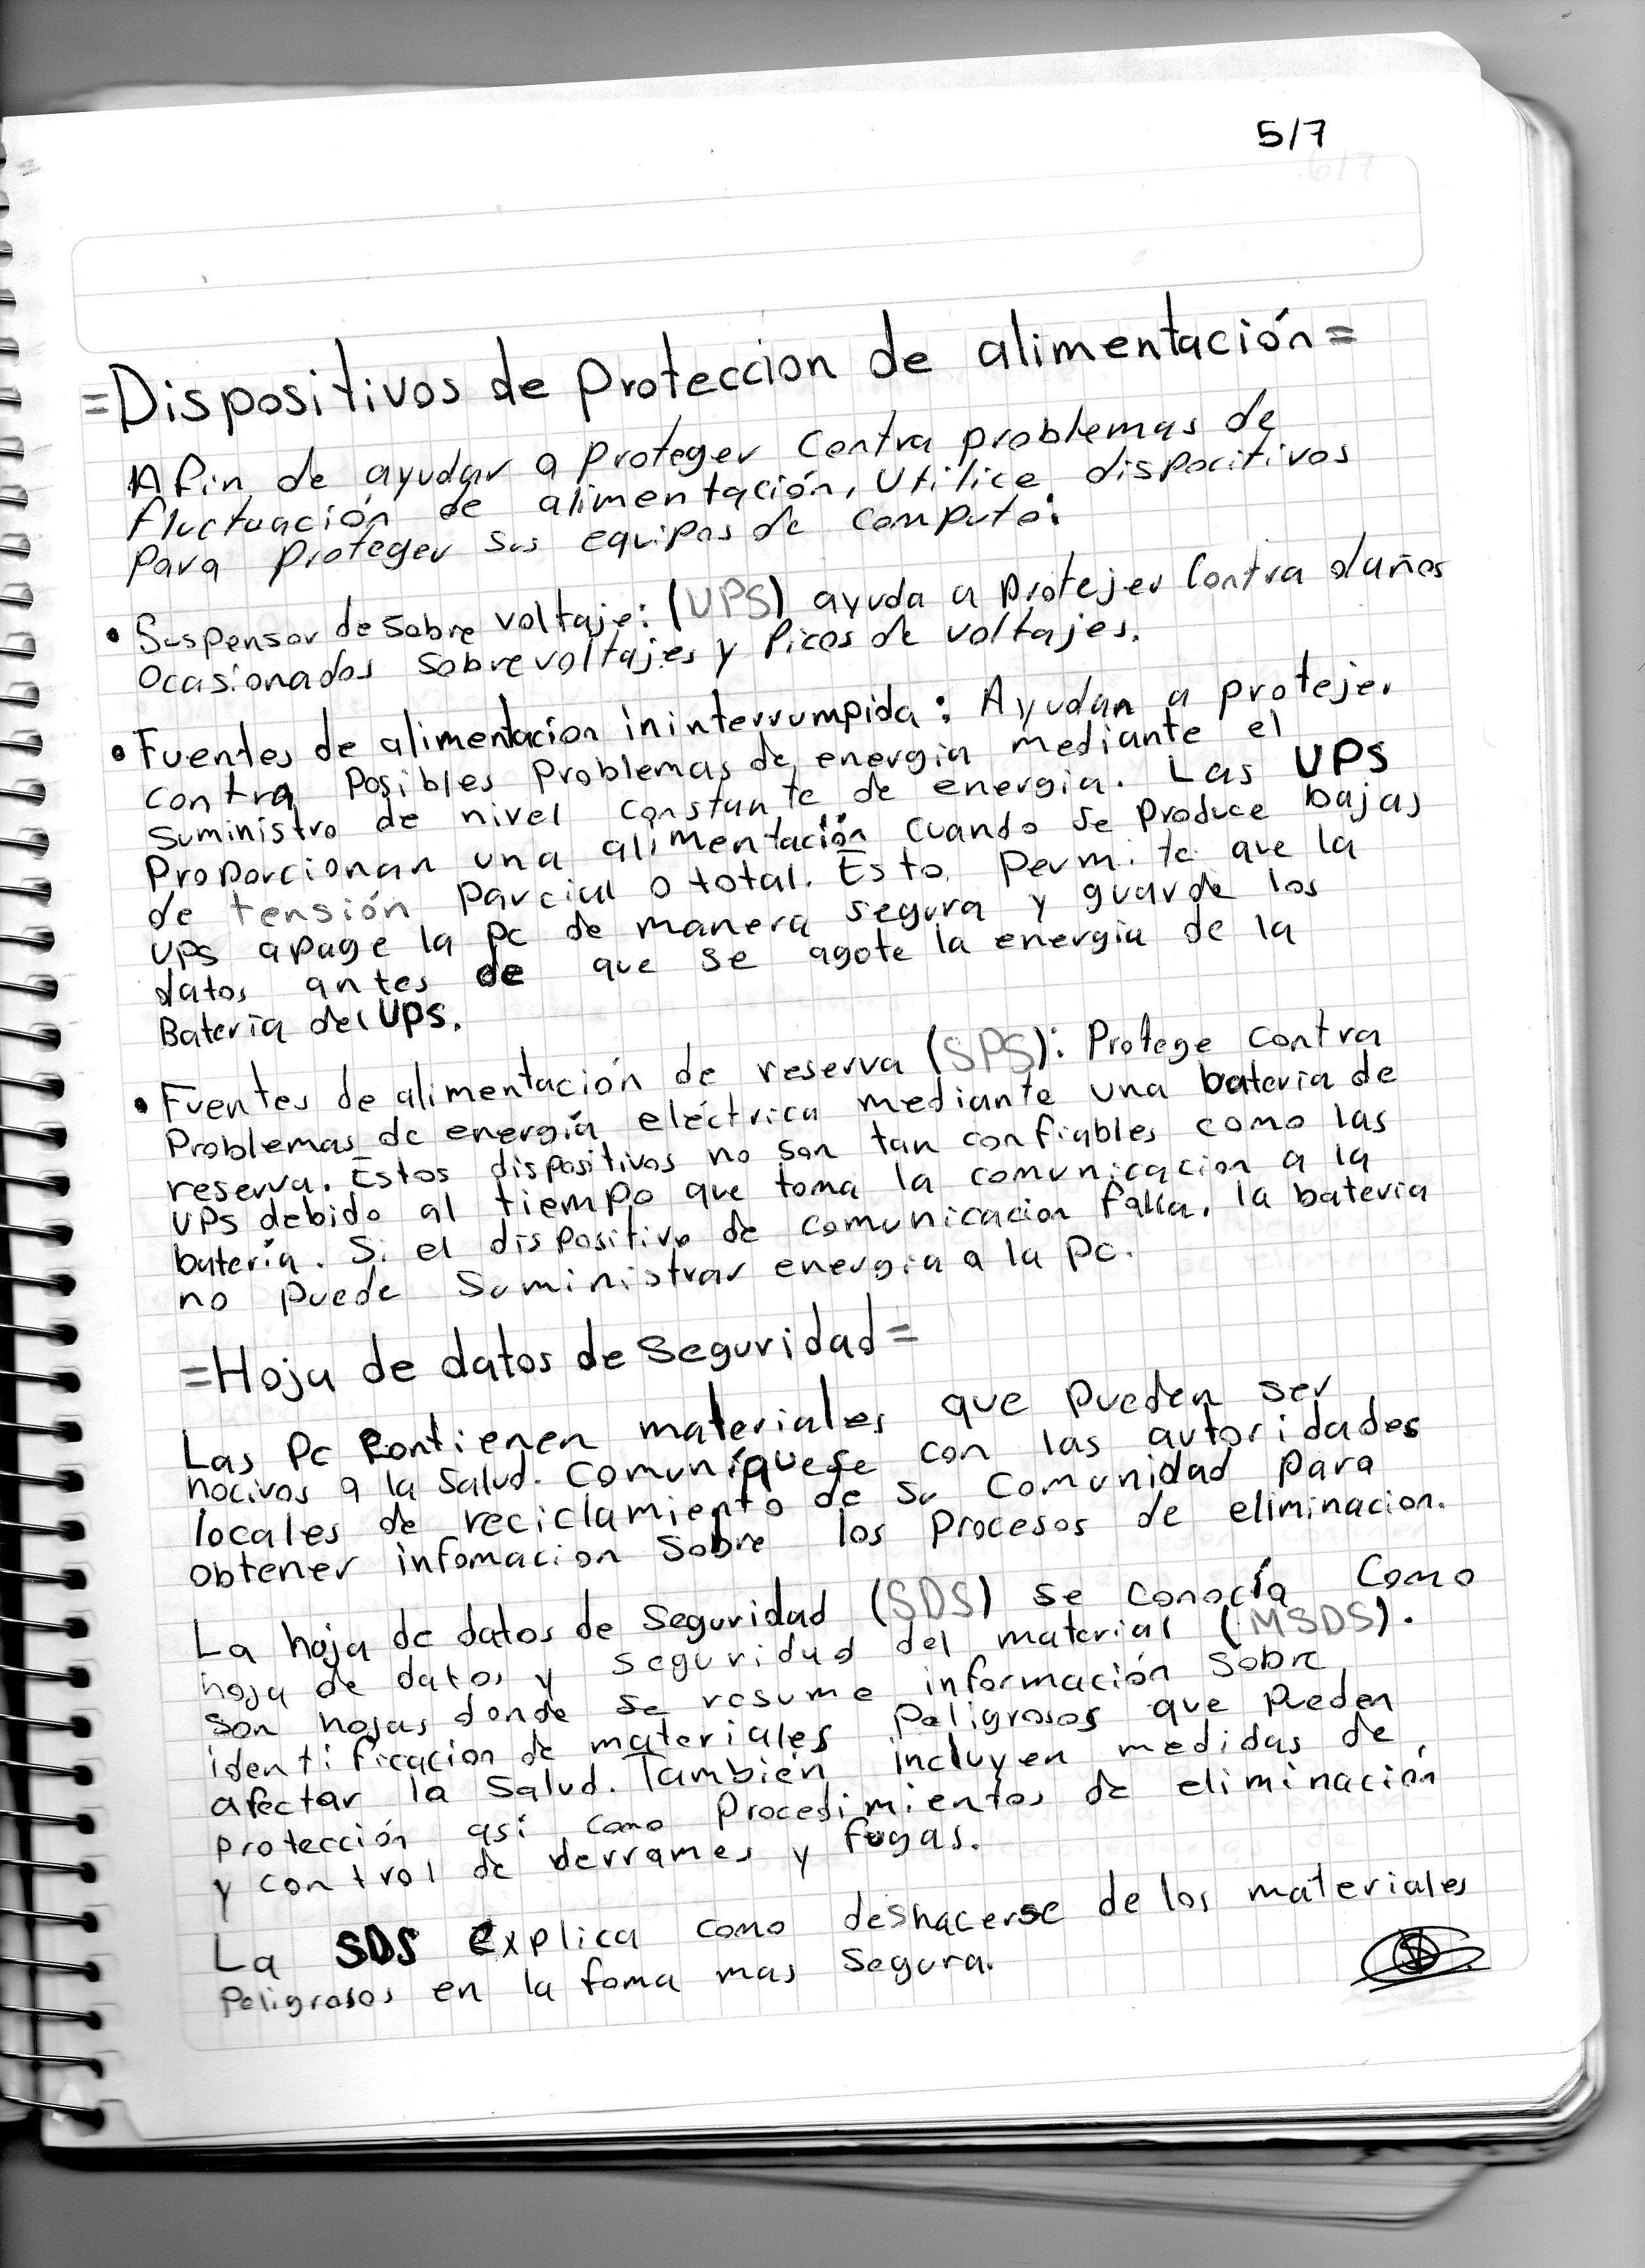 5/7
=Dispositivos de Proteccion de alimentación=
A fin de ayudar a Proteger Contra problemas de
fluctuación de alimentación, Utilice dispocitivos
para proteger sus equipos de computo:
• Suspensor de sobre voltaje: (UPS) ayuda a protejer Contra daños
Ocasionados Sobrevoltajes y Picos de voltajes.
• Fuentes de alimentacion ininterrumpida: Ayudan a protejer
contra Posibles Problemas de energia mediante el
Suministro de nivel constante de energia. Las UPS
Proporcionan una alimentación cuando se produce bajas
de tensión parcial o total. Esto permite que la
UPS apage la pc de manera segura y guarde los
datos antes de que se agote la energia de la
Bateria del UPS.
• Fuentes de alimentación de reserva (SPS): Protege contra
Problemas de energía eléctrica mediante una bateria de
reserva. Estos dispositivos no son tan confiables como las
UPS debido al tiempo que toma la comunicacion a la
batería. Si el dispositivo de comunicacion falla, la bateria
no puede Suministrar energia a la pc.
=Hoja de datos de seguridad=
Las Pc Contienen materiales que pueden ser
nocivos a la salud. Comuníquese con las autoridades
locales de reciclamiento de su Comunidad para
obtener infomacion Sobre los procesos de eliminacion.
La hoja de datos de Seguridad (SDS) se conocía Como
hoja de datos y seguridad del material (MSDS).
son hojas donde se resume información sobre
identificacion de materiales Peligrosos que Pueden
afectar la Salud. También incluyen medidas de
protección asi como Procedimientos de eliminación
y control de derrames y fugas.
La SDS Explica como deshacerse de los materiales
Peligrosos en la foma mas Segura.